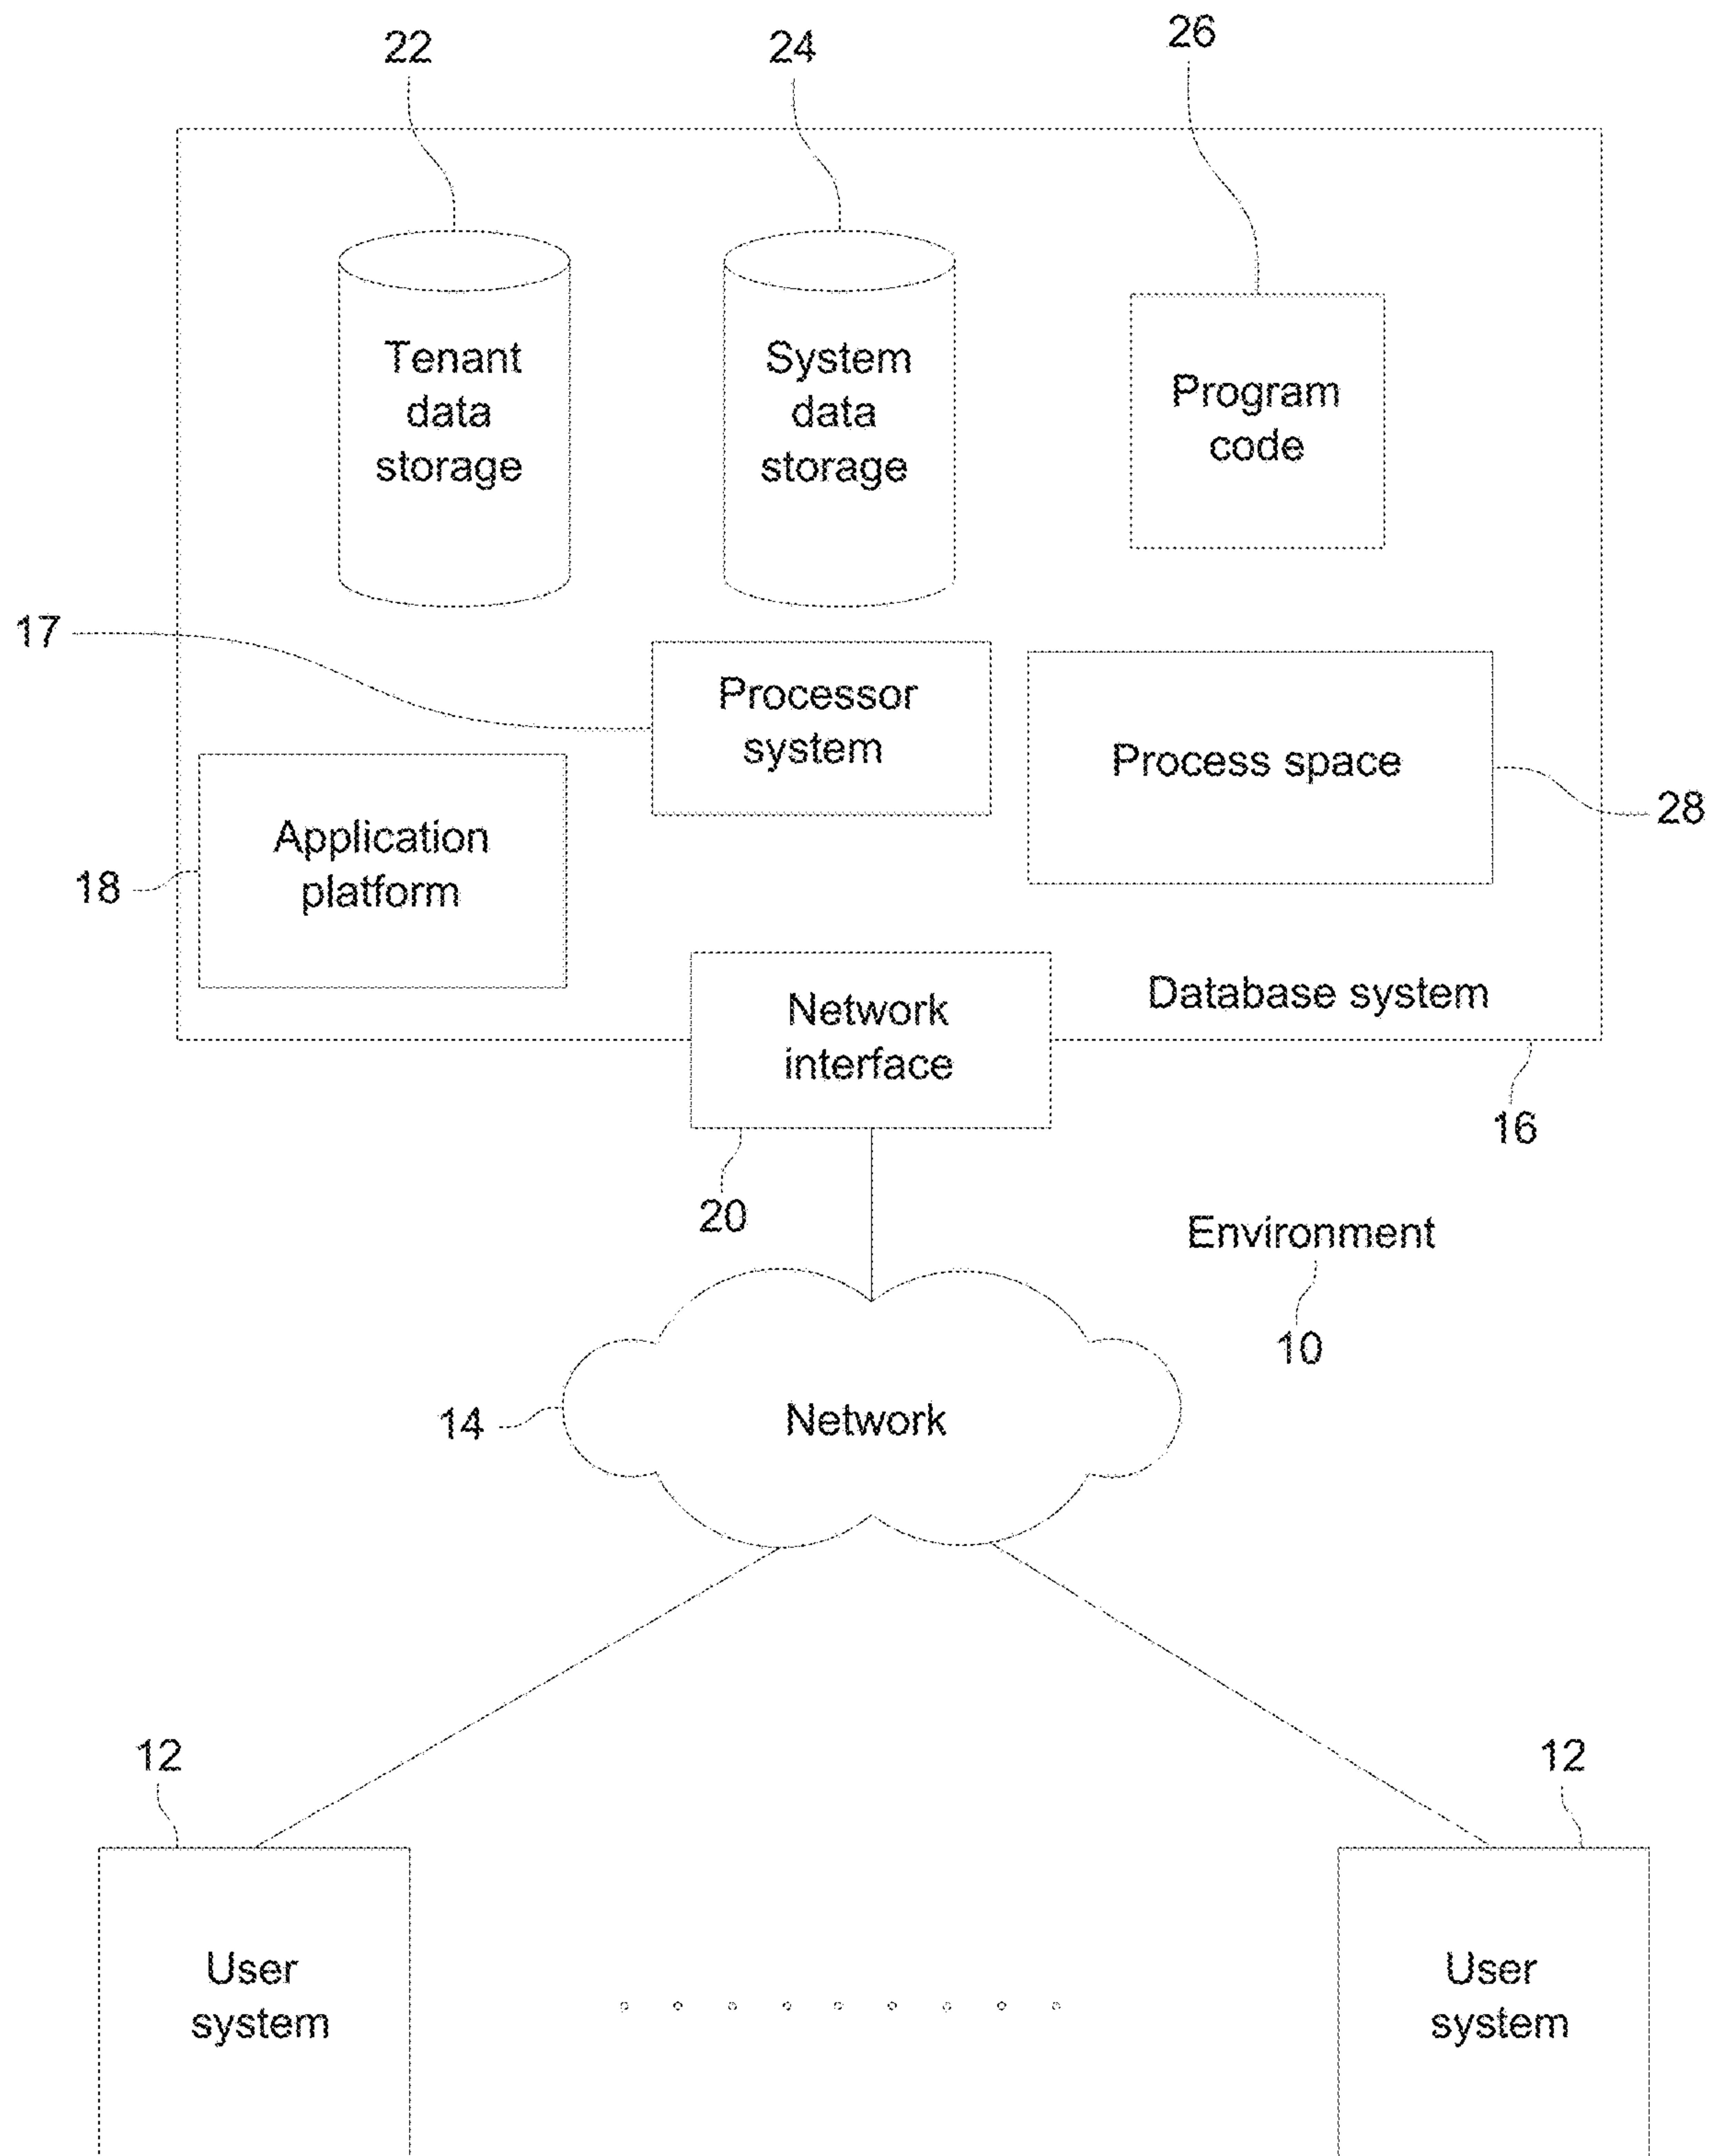 22
24
26
Tenant
data
storage
System
data
storage
Program
code
17
Processor
system
Process space
28
Application
platform
18
Network
interface
Database system
16
20
Environment
10
14
Network
12
12
User
system
User
system